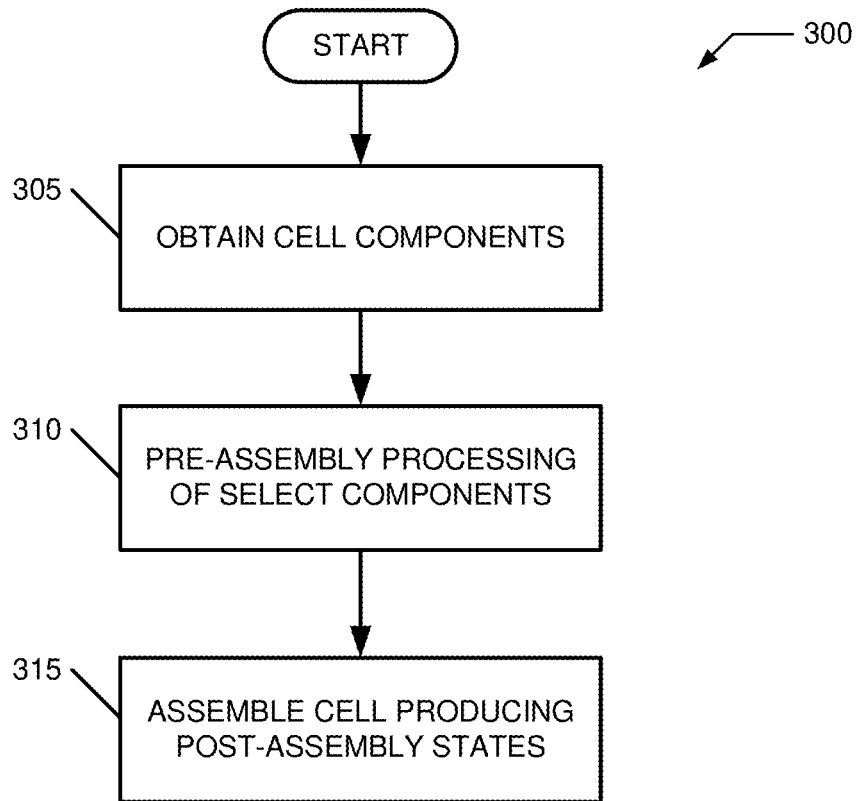 START
300
305
OBTAIN CELL COMPONENTS
310
PRE-ASSEMBLY PROCESSING
OF SELECT COMPONENTS
315
ASSEMBLE CELL PRODUCING
POST-ASSEMBLY STATES